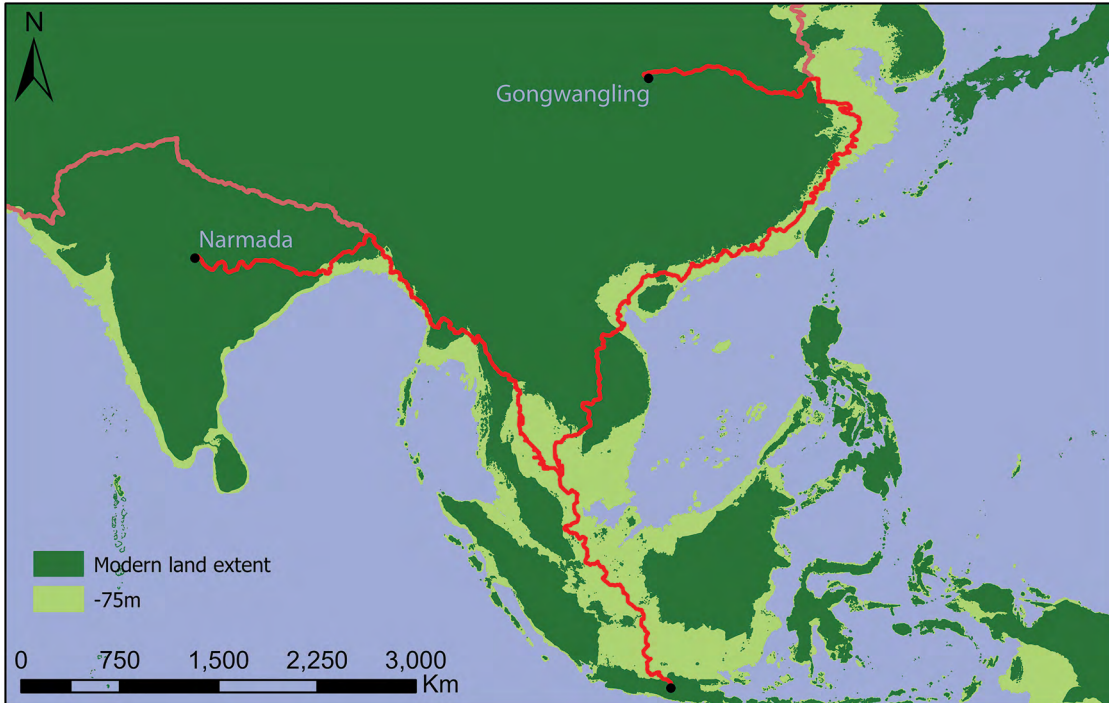 N
Gongwangling
Narmada
Modern land extent
-75m
0 750 1,500 2,250 3,000
Km